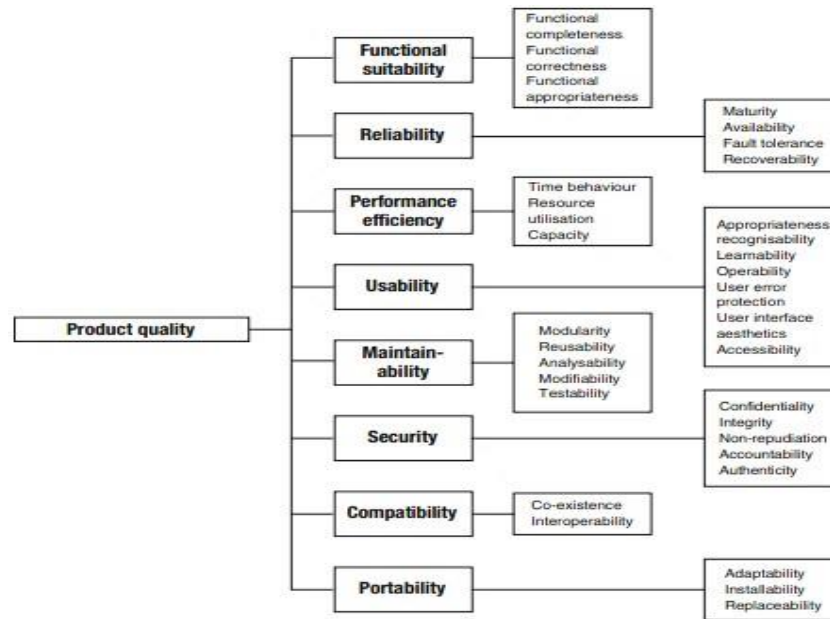 Product quality
Functional
suitability
Functional
completeness
Functional
correctness
Functional
appropriateness
Reliability
Maturity
Availability
Fault tolerance
Recoverability
Performance
efficiency
Time behaviour
Resource
utilisation
Capacity
Usability
Appropriateness
recognisability
Learnability
Operability
User error
protection
User interface
aesthetics
Accessibility
Maintain-
ability
Modularity
Reusability
Analysability
Modifiability
Testability
Security
Confidentiality
Integrity
Non-repudiation
Accountability
Authenticity
Compatibility
Co-existence
Interoperability
Portability
Adaptability
Installability
Replaceability